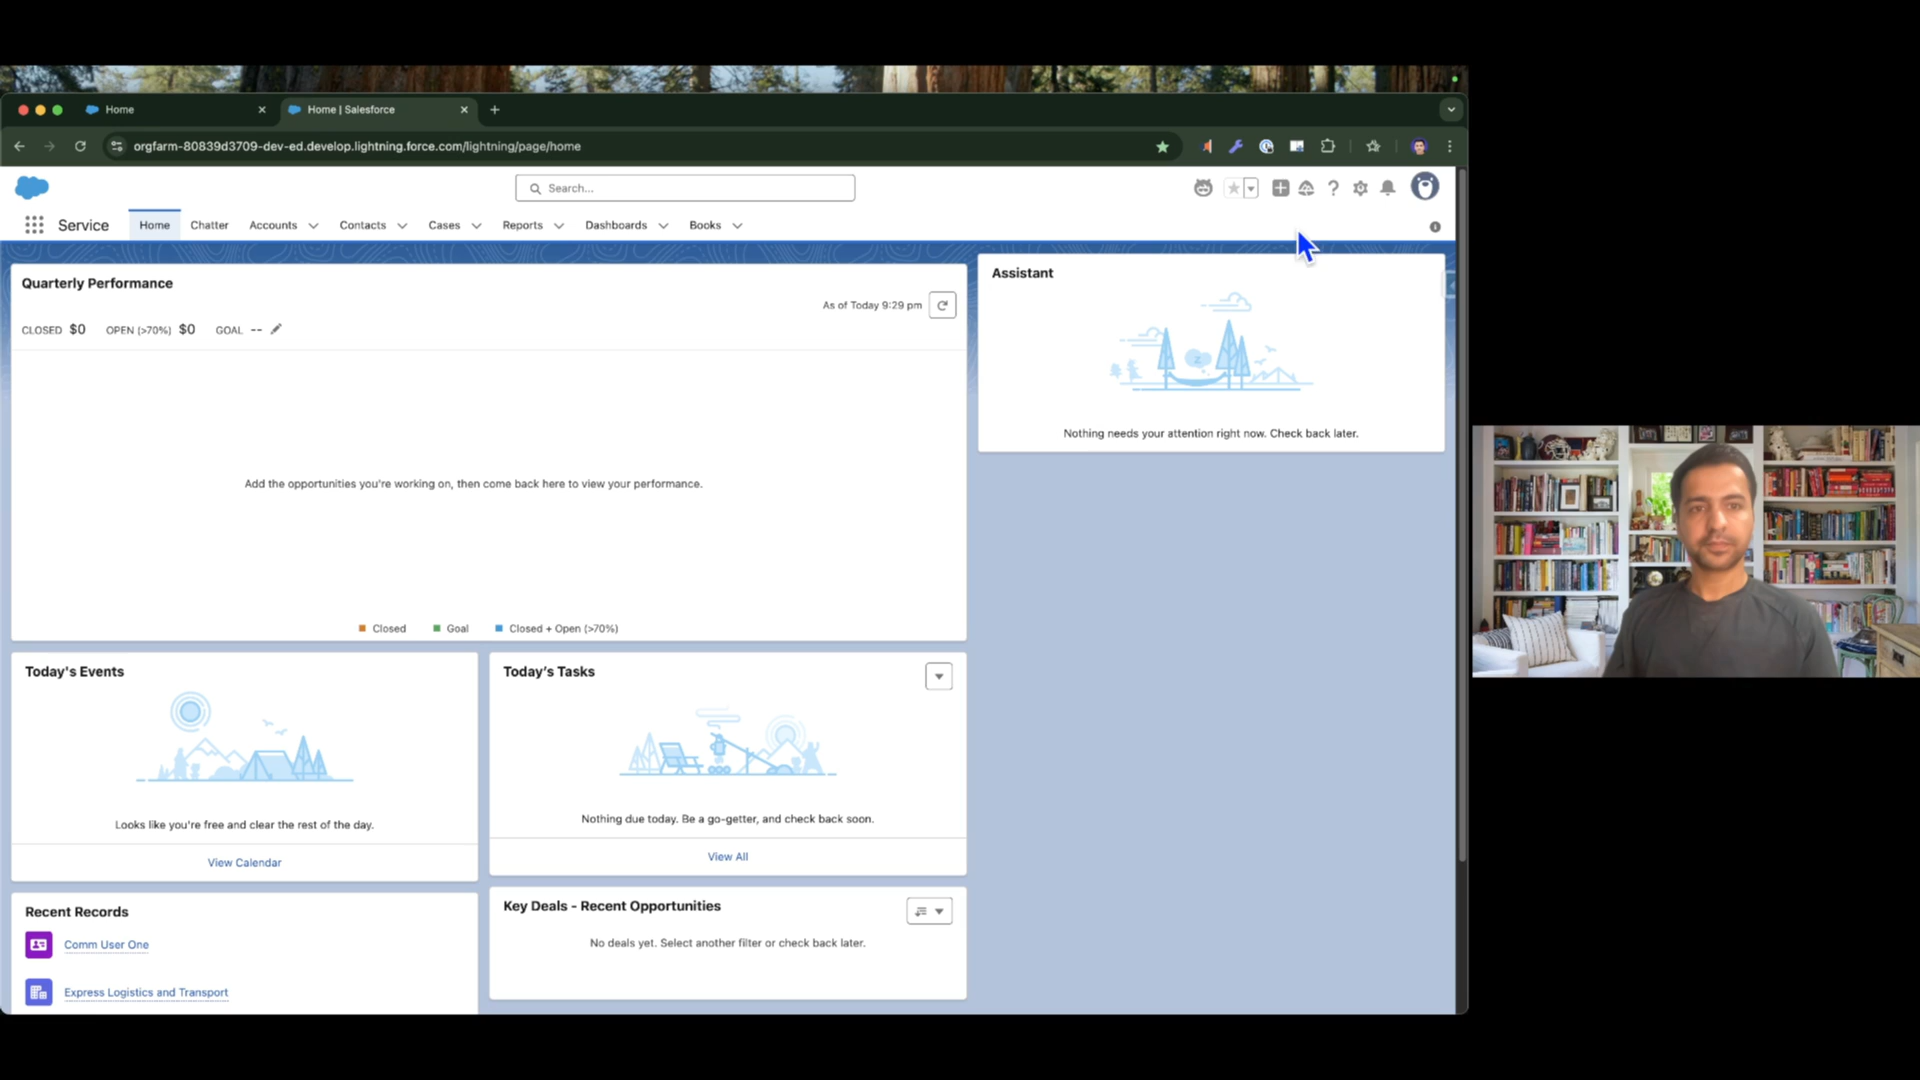 Home
Home | Salesforce
orgfarm-80839d3709-dev-ed.develop.lightning.force.com/lightning/page/home
Search...
Service Home Chatter Accounts Contacts Cases Reports Dashboards Books
Quarterly Performance
As of Today 9:29 pm
CLOSED $0 OPEN (>70%) $0 GOAL --
Add the opportunities you're working on, then come back here to view your performance.
Closed Goal Closed + Open (>70%)
Assistant
Nothing needs your attention right now. Check back later.
Today's Events
Looks like you're free and clear the rest of the day.
View Calendar
Today's Tasks
Nothing due today. Be a go-getter, and check back soon.
View All
Recent Records
Comm User One
Express Logistics and Transport
Key Deals - Recent Opportunities
No deals yet. Select another filter or check back later.